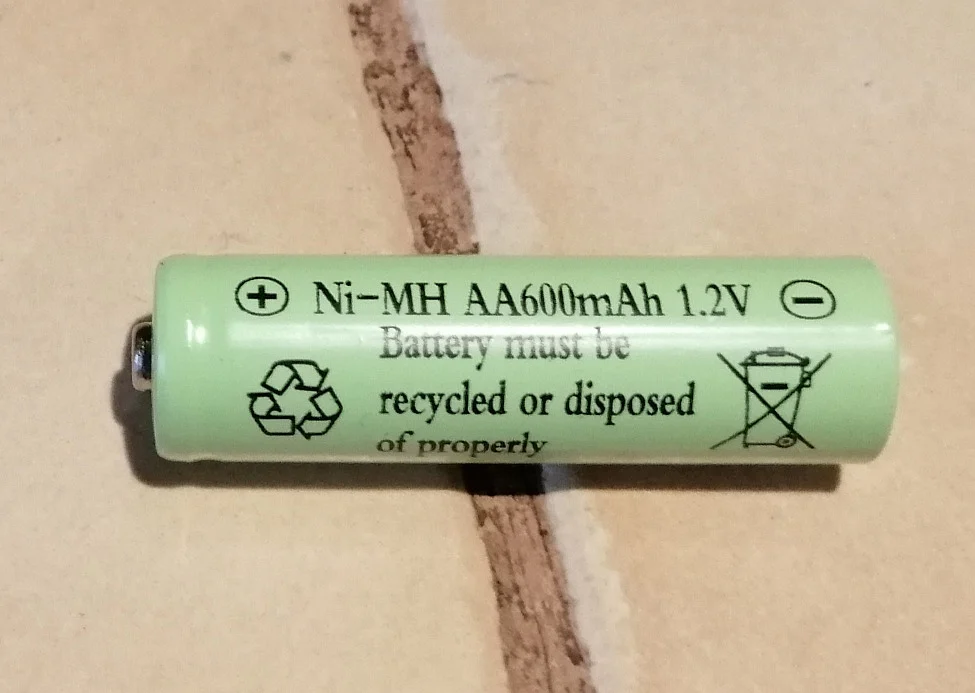 ⊕ Ni-MH AA600mAh 1.2V ⊖
Battery must be
recycled or disposed
of properly